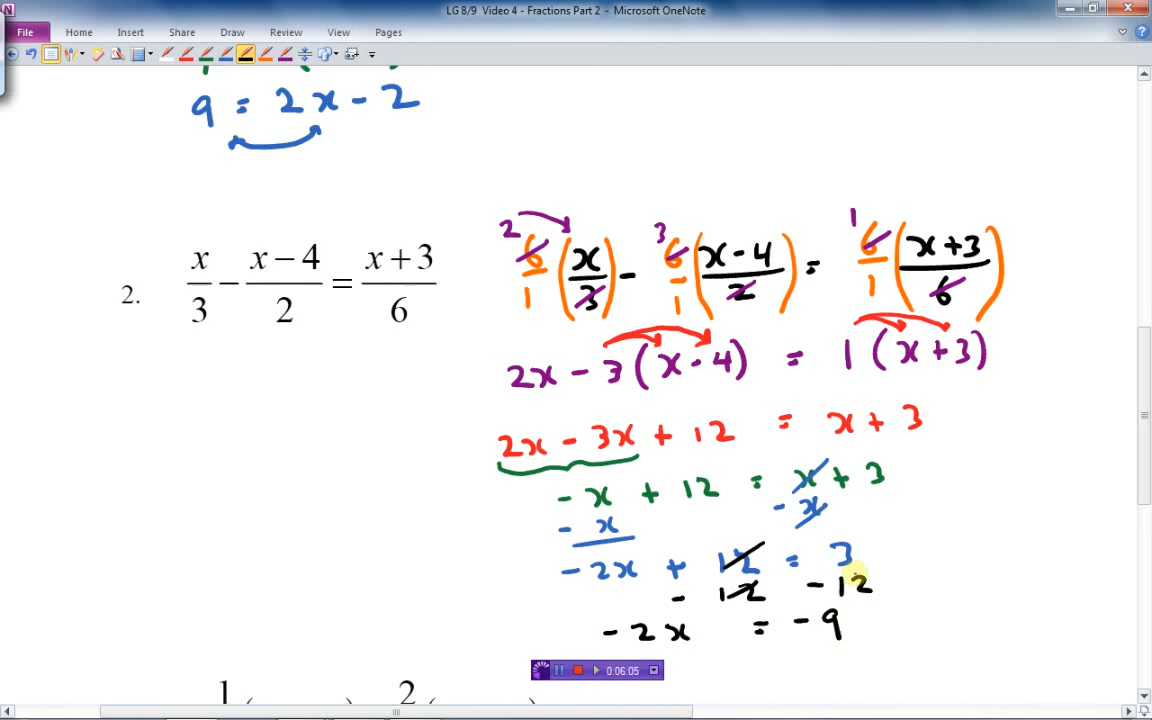 LG 8/9 Video 4 - Fractions Part 2 - Microsoft OneNote
File Home Insert Share Draw Review View Pages
9 = 2x - 2
2. x/3 - (x-4)/2 = (x+3)/6
2 3 1
6/1 (x/3) - 6/1 (x-4/2) = 6/1 (x+3/6)
2x - 3(x - 4) = 1(x + 3)
2x - 3x + 12 = x + 3
- x + 12 = x + 3
- x - x
- 2x + 12 = 3
- 12 - 12
- 2x = - 9
0:06:05
1 ( ) 2 (